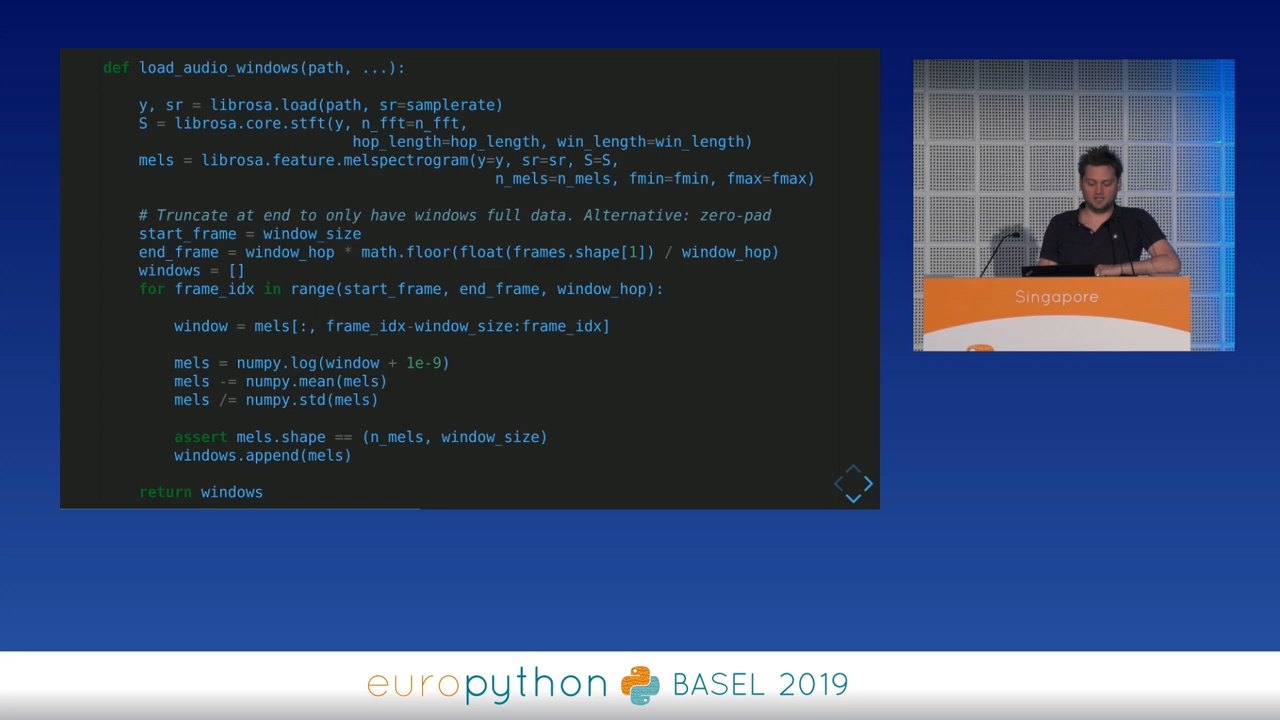 def load_audio_windows(path, ...):
y, sr = librosa.load(path, sr=samplerate)
S = librosa.core.stft(y, n_fft=n_fft,
hop_length=hop_length, win_length=win_length)
mels = librosa.feature.melspectrogram(y=y, sr=sr, S=S,
n_mels=n_mels, fmin=fmin, fmax=fmax)
# Truncate at end to only have windows full data. Alternative: zero-pad
start_frame = window_size
end_frame = window_hop * math.floor(float(frames.shape[1]) / window_hop)
windows = []
for frame_idx in range(start_frame, end_frame, window_hop):
window = mels[:, frame_idx-window_size:frame_idx]
mels = numpy.log(window + 1e-9)
mels -= numpy.mean(mels)
mels /= numpy.std(mels)
assert mels.shape == (n_mels, window_size)
windows.append(mels)
return windows
Singapore
europython BASEL 2019